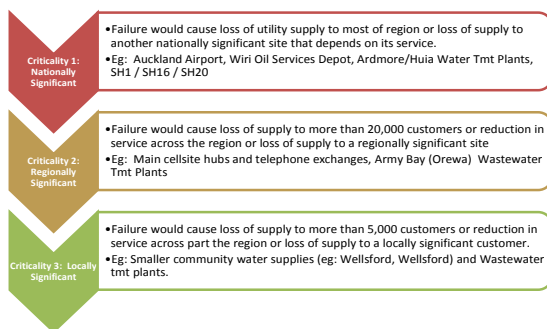 Criticality 1:
Nationally
Significant
•Failure would cause loss of utility supply to most of region or loss of supply to
another nationally significant site that depends on its service.
•Eg:  Auckland Airport, Wiri Oil Services Depot, Ardmore/Huia Water Tmt Plants,
SH1 / SH16 / SH20
Criticality 2:
Regionally
Significant
•Failure would cause loss of supply to more than 20,000 customers or reduction in
service across the region or loss of supply to a regionally significant site
•Eg:  Main cellsite hubs and telephone exchanges, Army Bay (Orewa)  Wastewater
Tmt Plants
Criticality 3:  Locally
Significant
•Failure would cause loss of supply to more than 5,000 customers or reduction in
service across part the region or loss of supply to a locally significant customer.
•Eg: Smaller community water supplies (eg: Wellsford, Wellsford) and Wastewater
tmt plants.